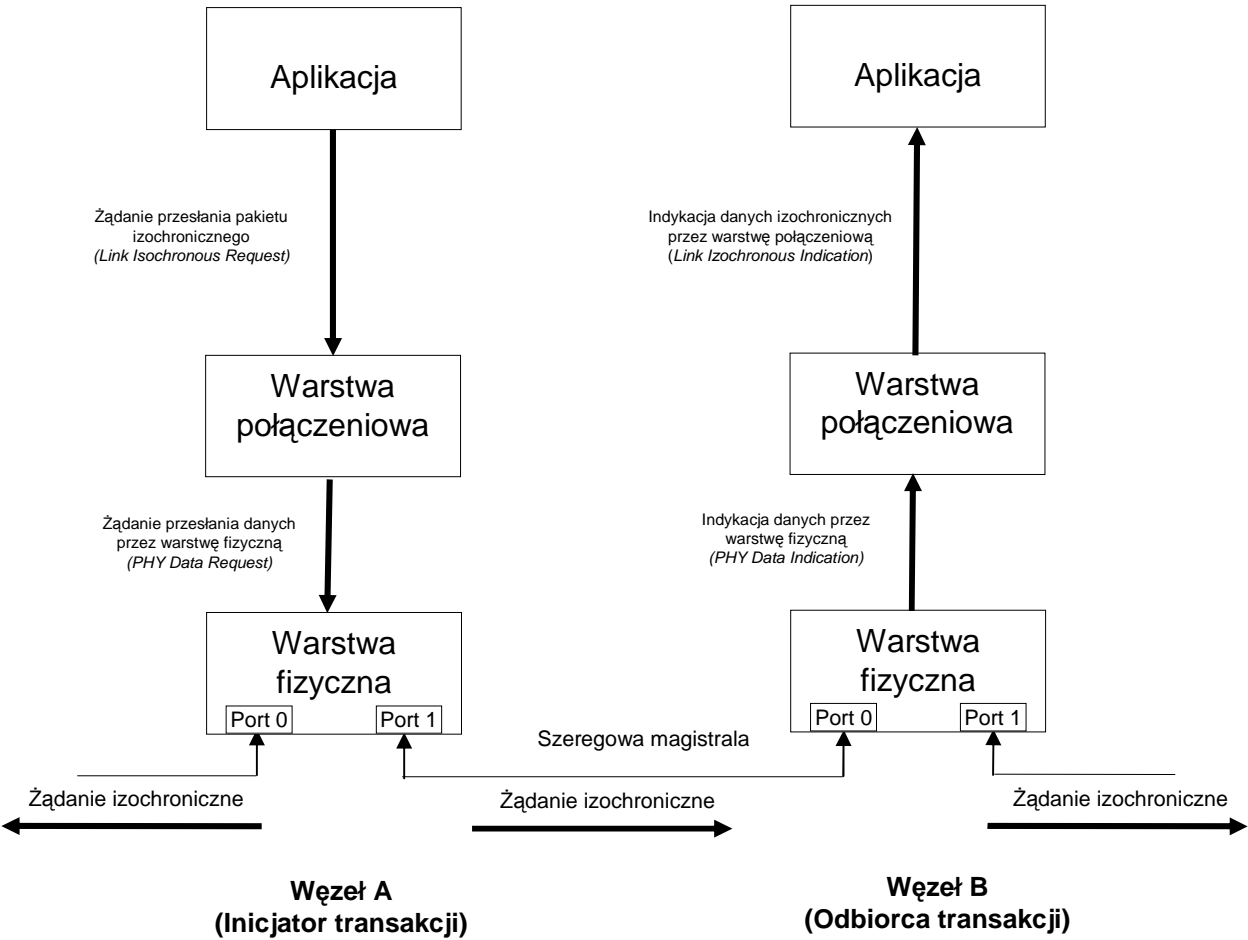 Aplikacja
Aplikacja
Żądanie przesłania pakietu
izochronicznego
(Link Isochronous Request)
Indykacja danych izochronicznych
przez warstwę połączeniową
(Link Izochronous Indication)
Warstwa
połączeniowa
Warstwa
połączeniowa
Żądanie przesłania danych
przez warstwę fizyczną
(PHY Data Request)
Indykacja danych przez
warstwę fizyczną
(PHY Data Indication)
Warstwa
fizyczna
Port 0
Port 1
Warstwa
fizyczna
Port 0
Port 1
Szeregowa magistrala
Żądanie izochroniczne
Żądanie izochroniczne
Żądanie izochroniczne
Węzeł A
(Inicjator transakcji)
Węzeł B
(Odbiorca transakcji)